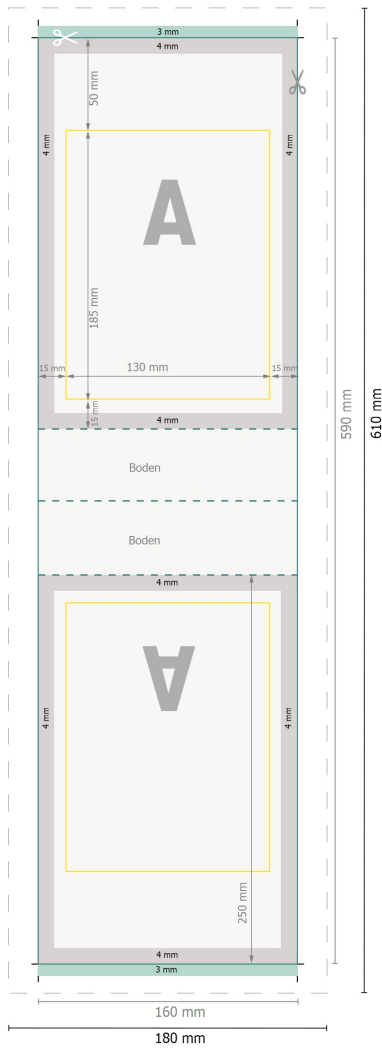 3 mm
4 mm
50 mm
4 mm
4 mm
A
185 mm
15 mm
130 mm
15 mm
15 mm
4 mm
590 mm
610 mm
Boden
Boden
4 mm
A
4 mm
4 mm
250 mm
4 mm
3 mm
160 mm
180 mm